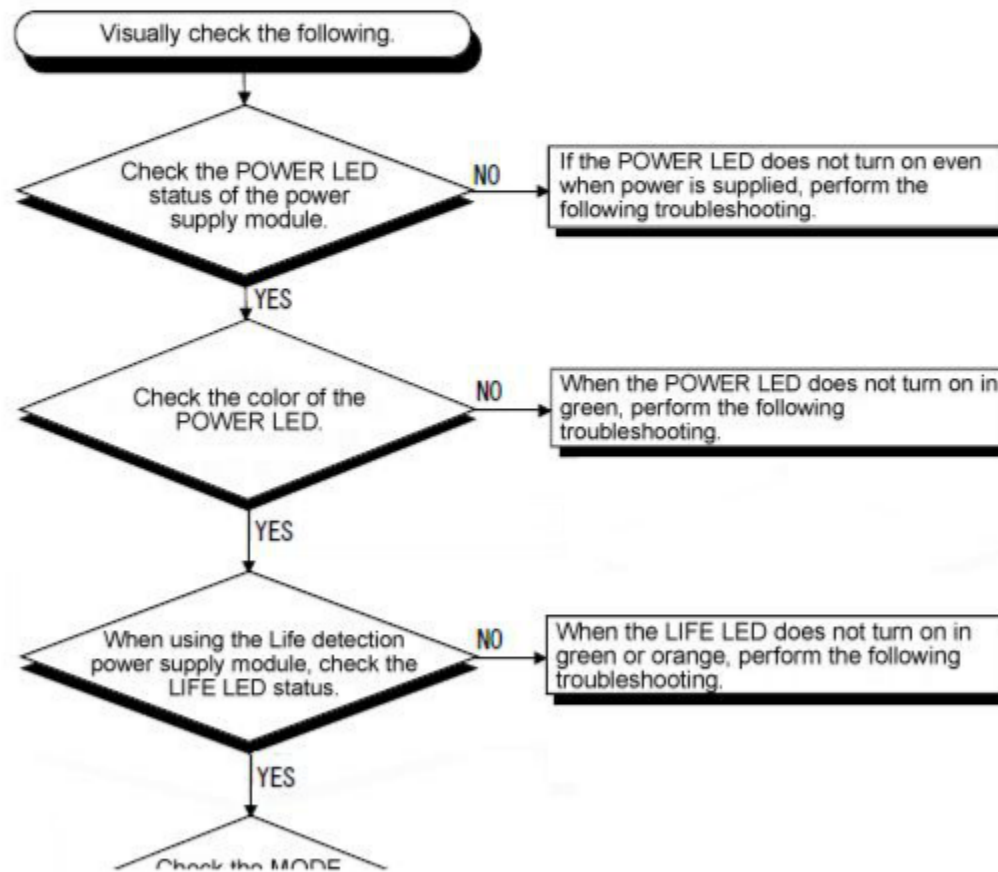 Visually check the following.
Check the POWER LED
status of the power
supply module.
NO
If the POWER LED does not turn on even
when power is supplied, perform the
following troubleshooting.
YES
Check the color of the
POWER LED.
NO
When the POWER LED does not turn on in
green, perform the following
troubleshooting.
YES
When using the Life detection
power supply module, check the
LIFE LED status.
NO
When the LIFE LED does not turn on in
green or orange, perform the following
troubleshooting.
YES
Check the MODE